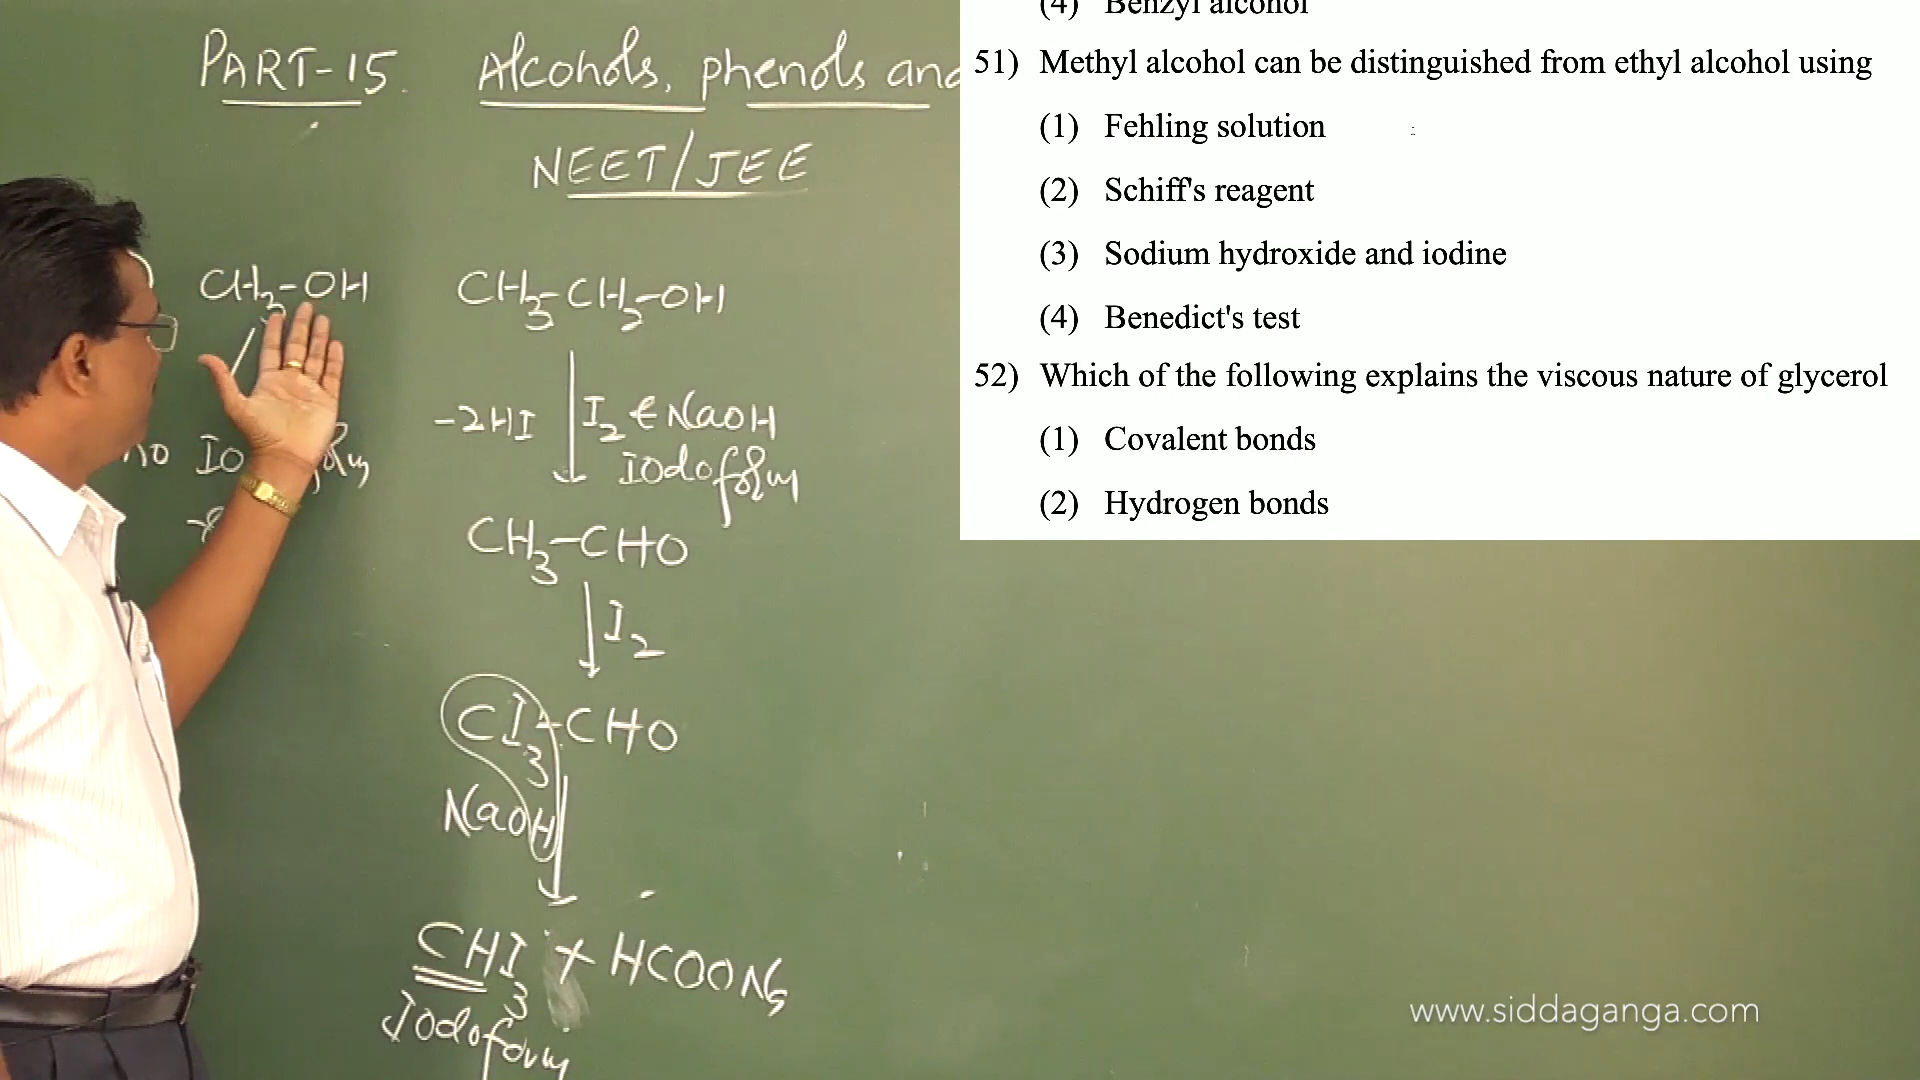 PART-15. Alcohols, phenols and
NEET/JEE
CH3-OH
no
CH3-CH2-OH
-2HI I2 & NaOH
Iodoform
CH3-CHO
I2
CI3-CHO
NaOH
CHI3 + HCOONa
Iodoform
(4) Benzyl alcohol
51) Methyl alcohol can be distinguished from ethyl alcohol using
(1) Fehling solution
(2) Schiff's reagent
(3) Sodium hydroxide and iodine
(4) Benedict's test
52) Which of the following explains the viscous nature of glycerol
(1) Covalent bonds
(2) Hydrogen bonds
www.siddaganga.com